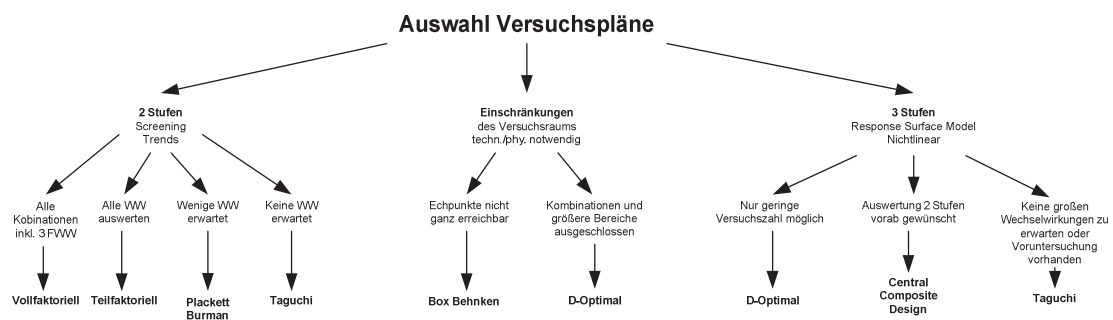 Auswahl Versuchspläne
2 Stufen
Screening
Trends
Einschränkungen
des Versuchsraums
techn./phy. notwendig
3 Stufen
Response Surface Model
Nichtlinear
Alle
Kobinationen
inkl. 3 FWW
Alle WW
auswerten
Wenige WW
erwartet
Keine WW
erwartet
Echpunkte nicht
ganz erreichbar
Kombinationen und
größere Bereiche
ausgeschlossen
Nur geringe
Versuchszahl möglich
Auswertung 2 Stufen
vorab gewünscht
Keine großen
Wechselwirkungen zu
erwarten oder
Voruntersuchung
vorhanden
Vollfaktoriell
Teilfaktoriell
Plackett
Burman
Taguchi
Box Behnken
D-Optimal
D-Optimal
Central
Composite
Design
Taguchi